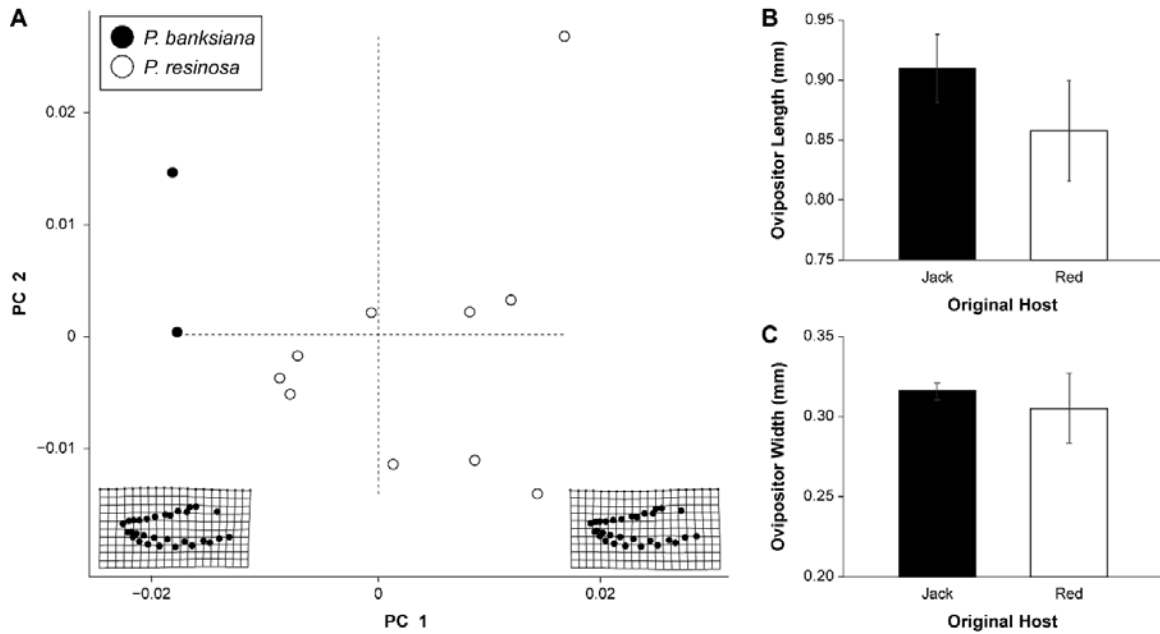 A
P. banksiana
P. resinosa
0.02
0.01
0
−0.01
PC 2
−0.02
0
0.02
PC 1
B
0.95
0.90
0.85
0.80
0.75
Ovipositor Length (mm)
Jack
Red
Original Host
C
0.35
0.30
0.25
0.20
Ovipositor Width (mm)
Jack
Red
Original Host